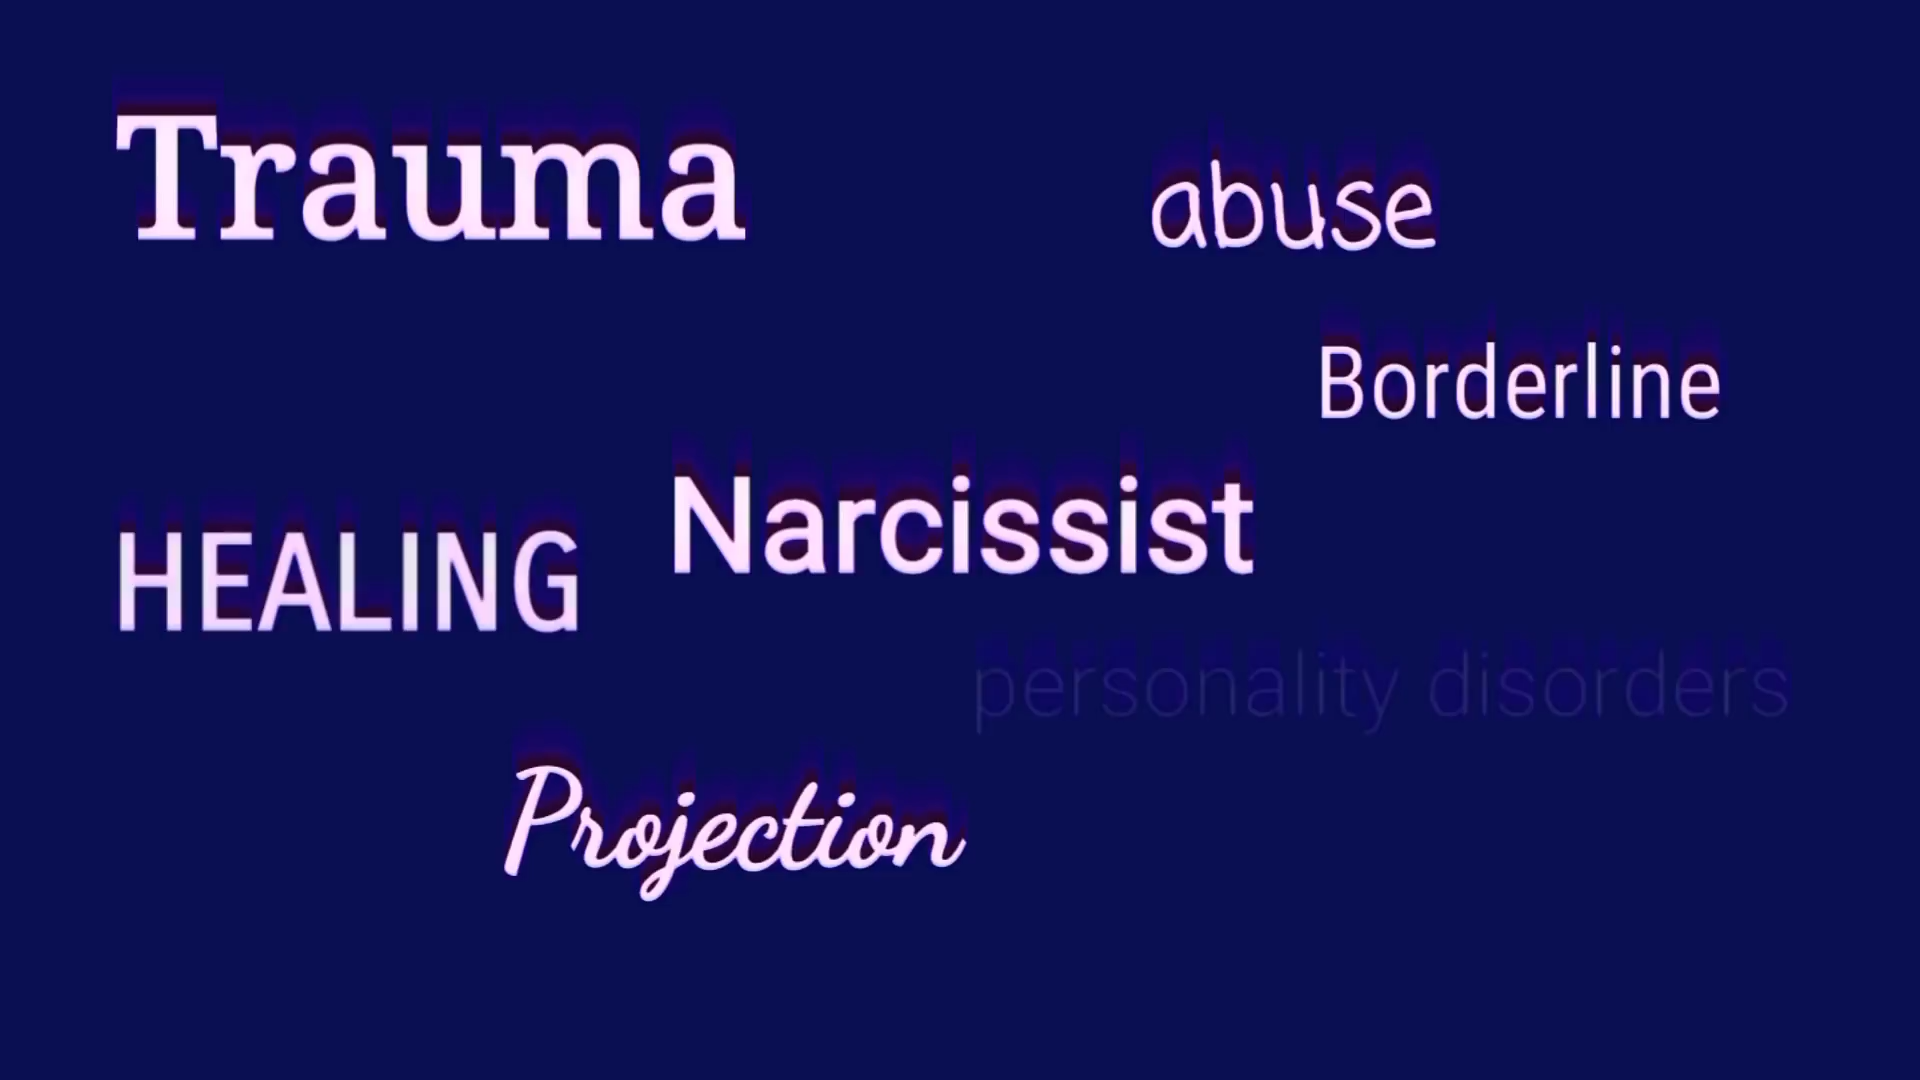 Trauma
abuse
Borderline
Narcissist
HEALING
personality disorders
Projection